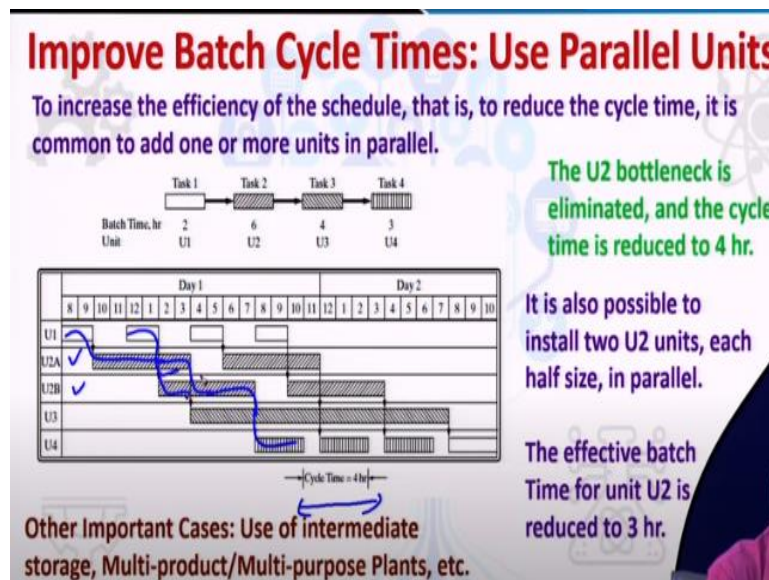 Improve Batch Cycle Times: Use Parallel Units
To increase the efficiency of the schedule, that is, to reduce the cycle time, it is
common to add one or more units in parallel.
Task 1 Task 2 Task 3 Task 4
Batch Time, hr 2 6 4 3
Unit U1 U2 U3 U4
The U2 bottleneck is
eliminated, and the cycle
time is reduced to 4 hr.
Day 1 Day 2
8 9 10 11 12 1 2 3 4 5 6 7 8 9 10 11 12 1 2 3 4 5 6 7 8 9 10
U1
U2A
U2B
U3
U4
Cycle Time = 4 hr
It is also possible to
install two U2 units, each
half size, in parallel.
The effective batch
Time for unit U2 is
reduced to 3 hr.
Other Important Cases: Use of intermediate
storage, Multi-product/Multi-purpose Plants, etc.